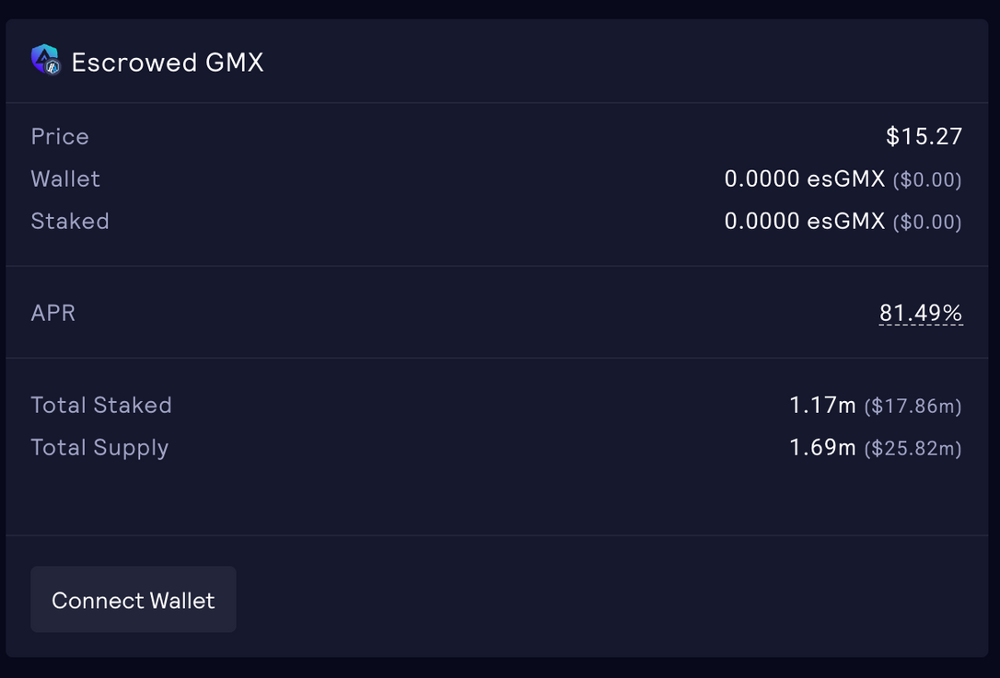 Escrowed GMX
Price $15.27
Wallet 0.0000 esGMX ($0.00)
Staked 0.0000 esGMX ($0.00)
APR 81.49%
Total Staked 1.17m ($17.86m)
Total Supply 1.69m ($25.82m)
Connect Wallet